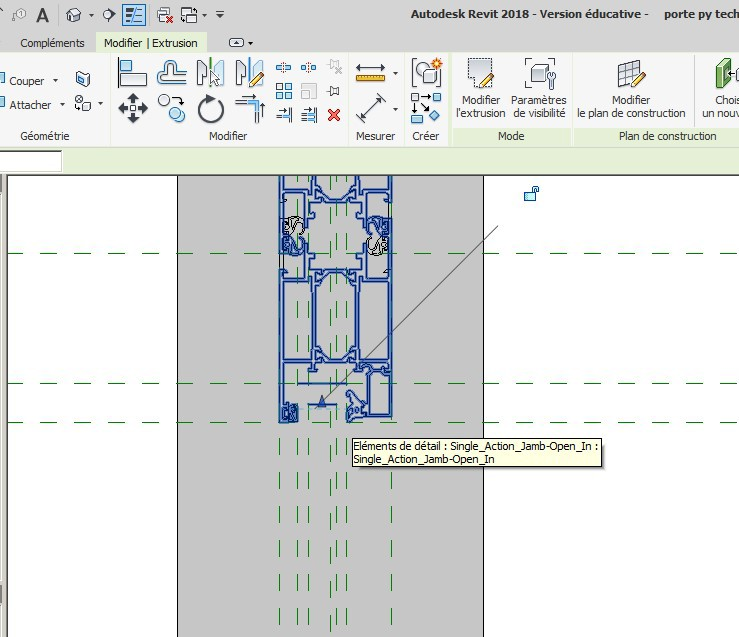 A
Autodesk Revit 2018 - Version éducative - porte py tech
Compléments
Modifier | Extrusion
Couper
Attacher
Géométrie
Modifier
Mesurer
Créer
Modifier
l'extrusion
Paramètres
de visibilité
Mode
Modifier
le plan de construction
Chois
un nouv
Plan de construction
Eléments de détail : Single_Action_Jamb-Open_In :
Single_Action_Jamb-Open_In